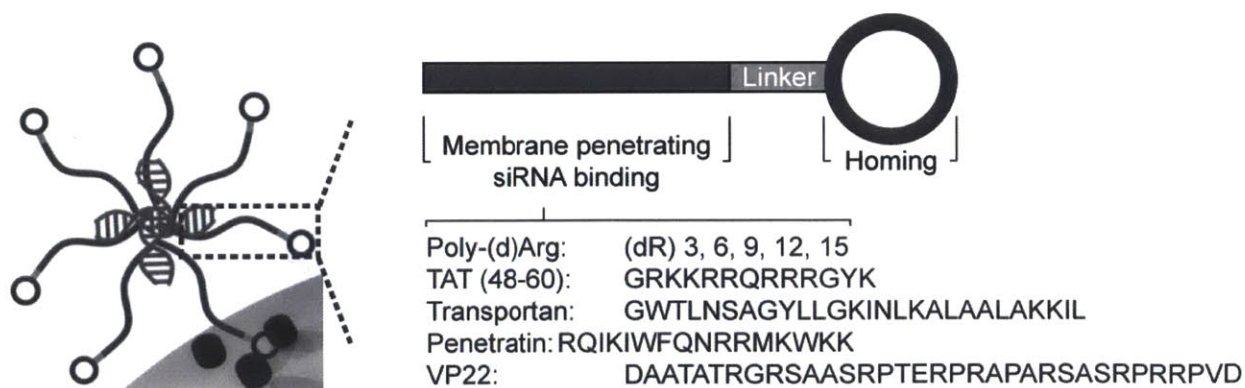 Linker
Membrane penetrating
siRNA binding
Homing
Poly-(d)Arg: (dR) 3, 6, 9, 12, 15
TAT (48-60): GRKKRRQRRRGYK
Transportan: GWTLNSAGYLLGKINLKALAALAKKIL
Penetratin: RQIKIWFQNRRMKWKK
VP22: DAATATRGRSAASRPTERPRAPARSASRPRRPVD